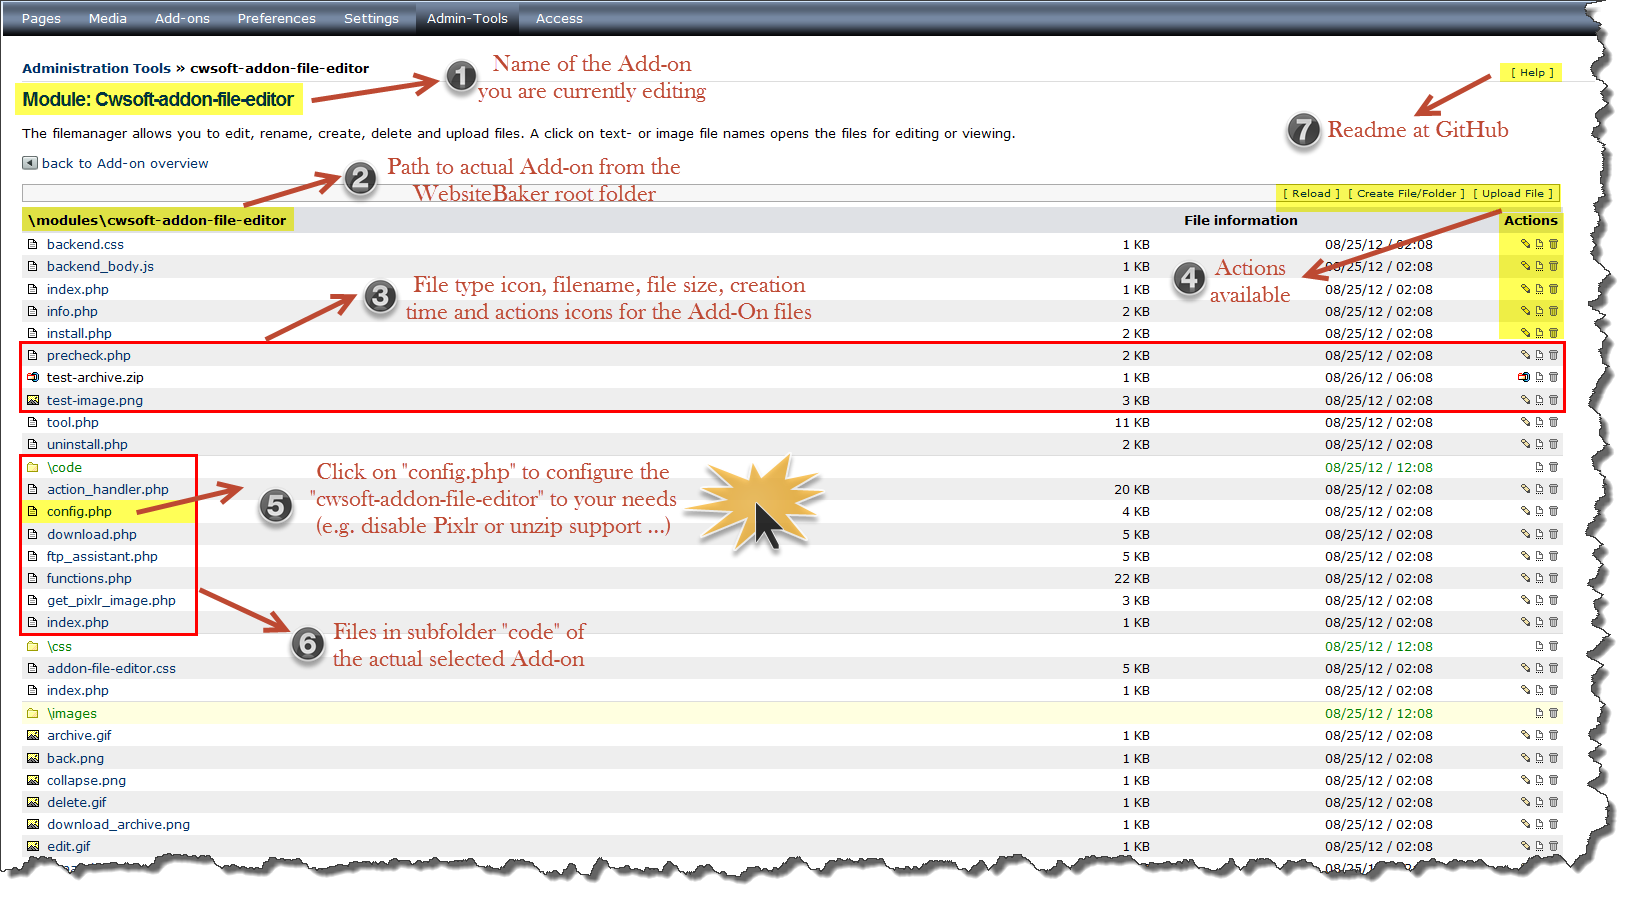 Pages Media Add-ons Preferences Settings Admin-Tools Access
Administration Tools » cwsoft-addon-file-editor
1 Name of the Add-on
you are currently editing
[ Help ]
Module: Cwsoft-addon-file-editor
7 Readme at GitHub
The filemanager allows you to edit, rename, create, delete and upload files. A click on text- or image file names opens the files for editing or viewing.
back to Add-on overview
2 Path to actual Add-on from the
WebsiteBaker root folder
[ Reload ] [ Create File/Folder ] [ Upload File ]
\modules\cwsoft-addon-file-editor File information Actions
backend.css 1 KB 08/25/12 / 02:08
backend_body.js 1 KB 08/25/12 / 02:08
index.php 1 KB 08/25/12 / 02:08
info.php 2 KB 08/25/12 / 02:08
install.php 2 KB 08/25/12 / 02:08
4 Actions
available
3 File type icon, filename, file size, creation
time and actions icons for the Add-On files
precheck.php 2 KB 08/25/12 / 02:08
test-archive.zip 1 KB 08/26/12 / 06:08
test-image.png 3 KB 08/25/12 / 02:08
tool.php 11 KB 08/25/12 / 02:08
uninstall.php 2 KB 08/25/12 / 02:08
\code 08/25/12 / 12:08
action_handler.php 20 KB 08/25/12 / 02:08
config.php 4 KB 08/25/12 / 02:08
download.php 5 KB 08/25/12 / 02:08
ftp_assistant.php 5 KB 08/25/12 / 02:08
functions.php 22 KB 08/25/12 / 02:08
get_pixlr_image.php 3 KB 08/25/12 / 02:08
index.php 1 KB 08/25/12 / 02:08
5 Click on "config.php" to configure the
"cwsoft-addon-file-editor" to your needs
(e.g. disable Pixlr or unzip support ...)
6 Files in subfolder "code" of
the actual selected Add-on
\css 08/25/12 / 12:08
addon-file-editor.css 5 KB 08/25/12 / 02:08
index.php 1 KB 08/25/12 / 02:08
\images 08/25/12 / 12:08
archive.gif 1 KB 08/25/12 / 02:08
back.png 1 KB 08/25/12 / 02:08
collapse.png 1 KB 08/25/12 / 02:08
delete.gif 1 KB 08/25/12 / 02:08
download_archive.png 1 KB 08/25/12 / 02:08
edit.gif 1 KB 08/25/12 / 02:08